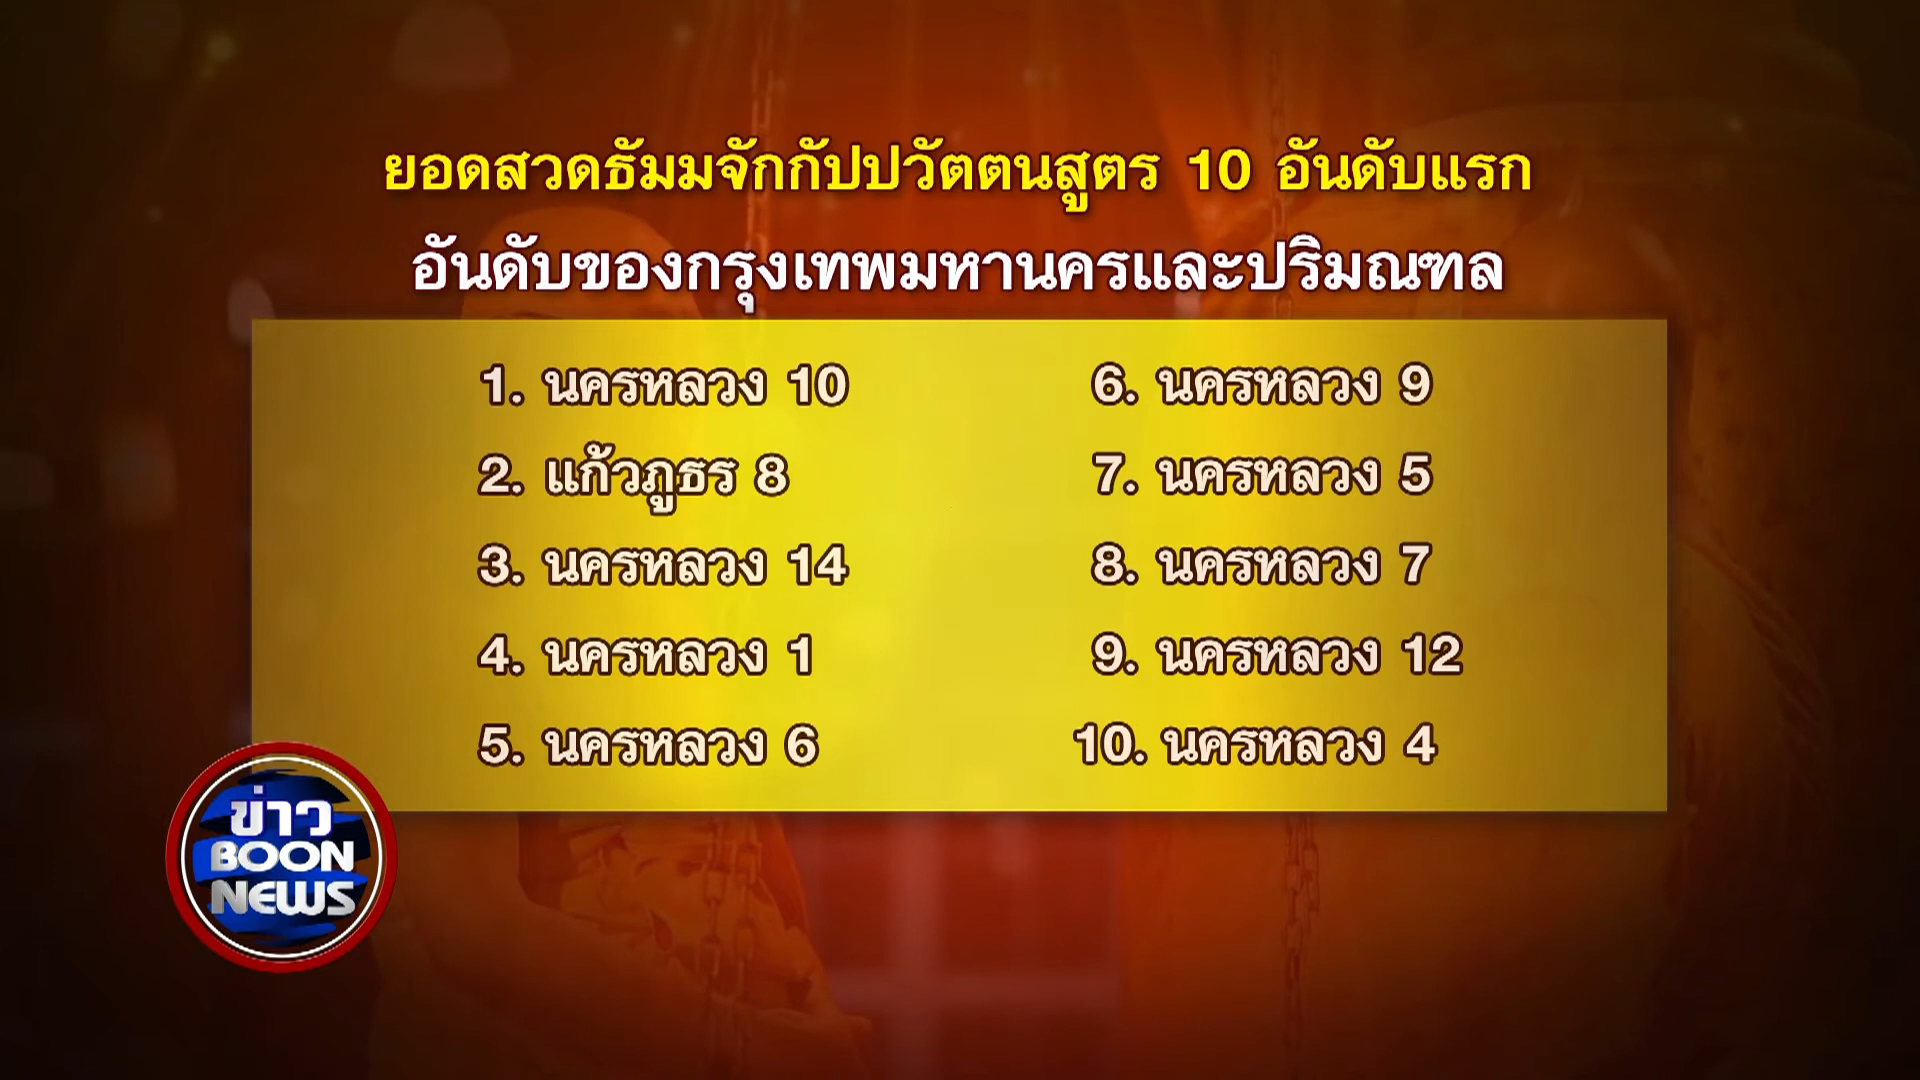 ยอดสวดธัมมจักกัปปวัตตนสูตร 10 อันดับแรก
อันดับของกรุงเทพมหานครและปริมณฑล
1. นครหลวง 10
2. แก้วภูธร 8
3. นครหลวง 14
4. นครหลวง 1
5. นครหลวง 6
6. นครหลวง 9
7. นครหลวง 5
8. นครหลวง 7
9. นครหลวง 12
10. นครหลวง 4
ข่าว
BOON
NEWS